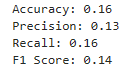 Accuracy: 0.16
Precision: 0.13
Recall: 0.16
F1 Score: 0.14